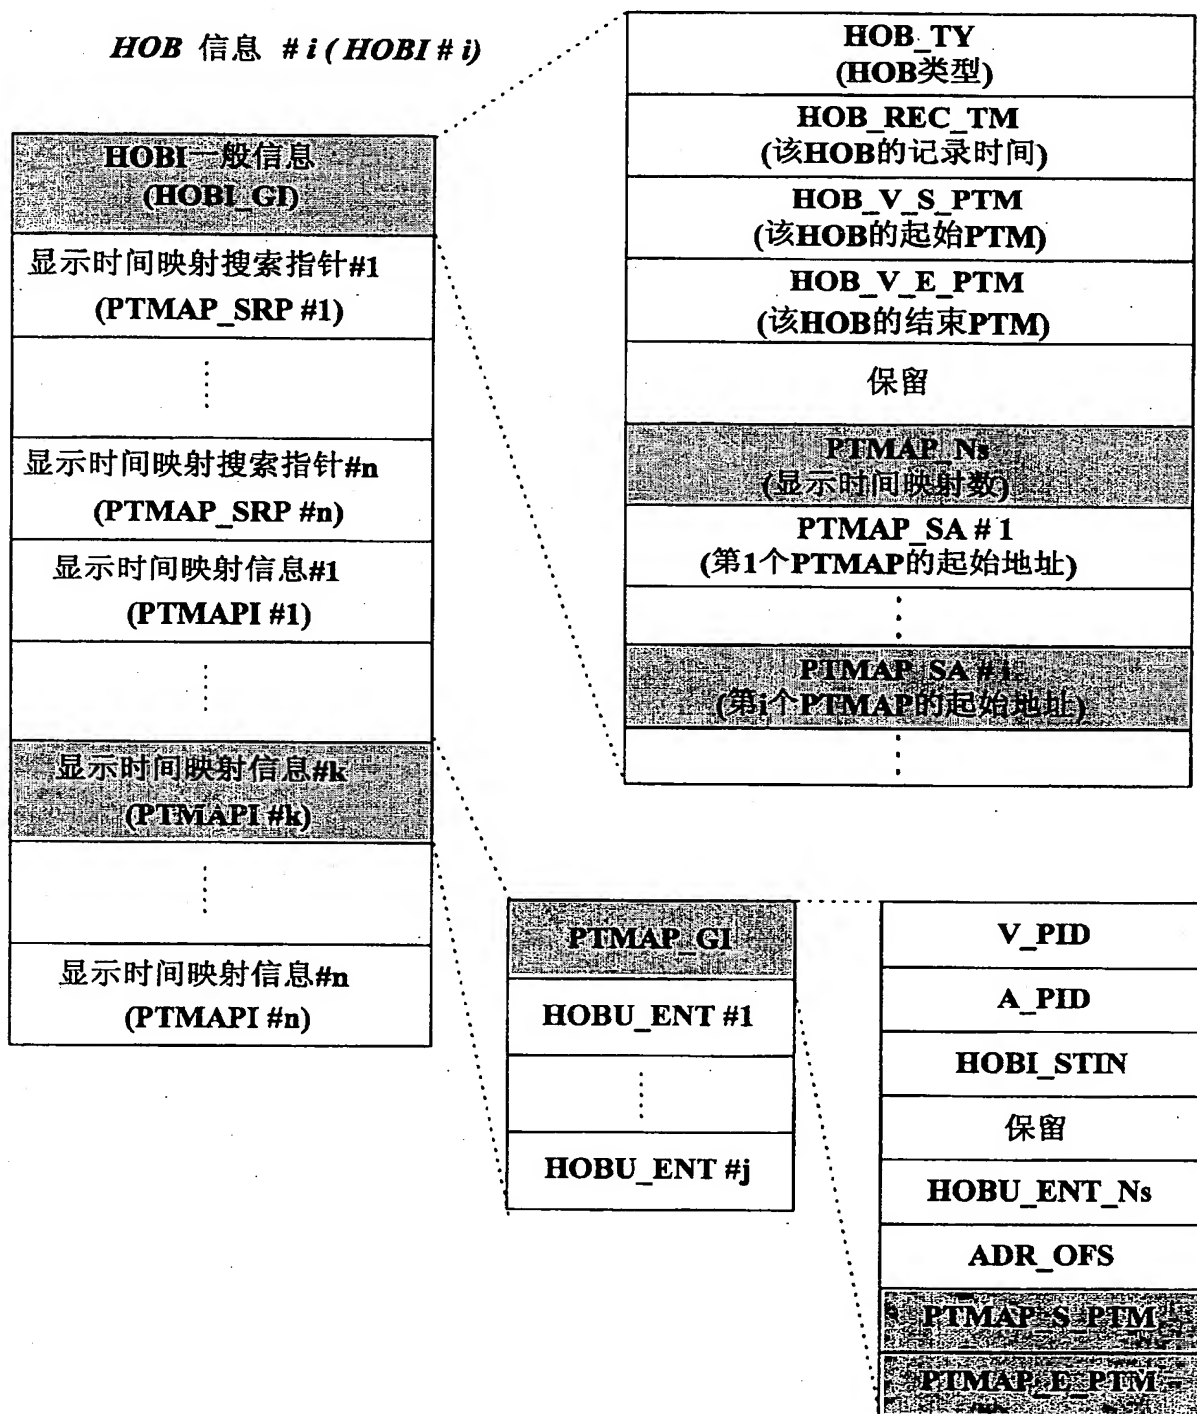 HOB 信息 # i ( HOBI # i)
HOBI一般信息
(HOBI_GI)
显示时间映射搜索指针#1
(PTMAP_SRP #1)
显示时间映射搜索指针#n
(PTMAP_SRP #n)
显示时间映射信息#1
(PTMAPI #1)
显示时间映射信息#k
(PTMAPI #k)
显示时间映射信息#n
(PTMAPI #n)
HOB_TY
(HOB类型)
HOB_REC_TM
(该HOB的记录时间)
HOB_V_S_PTM
(该HOB的起始PTM)
HOB_V_E_PTM
(该HOB的结束PTM)
保留
PTMAP_Ns
(显示时间映射数)
PTMAP_SA # 1
(第1个PTMAP的起始地址)
PTMAP_SA # i
(第i个PTMAP的起始地址)
PTMAP_GI
HOBU_ENT #1
HOBU_ENT #j
V_PID
A_PID
HOBI_STIN
保留
HOBU_ENT_Ns
ADR_OFS
PTMAP_S_PTM
PTMAP_E_PTM